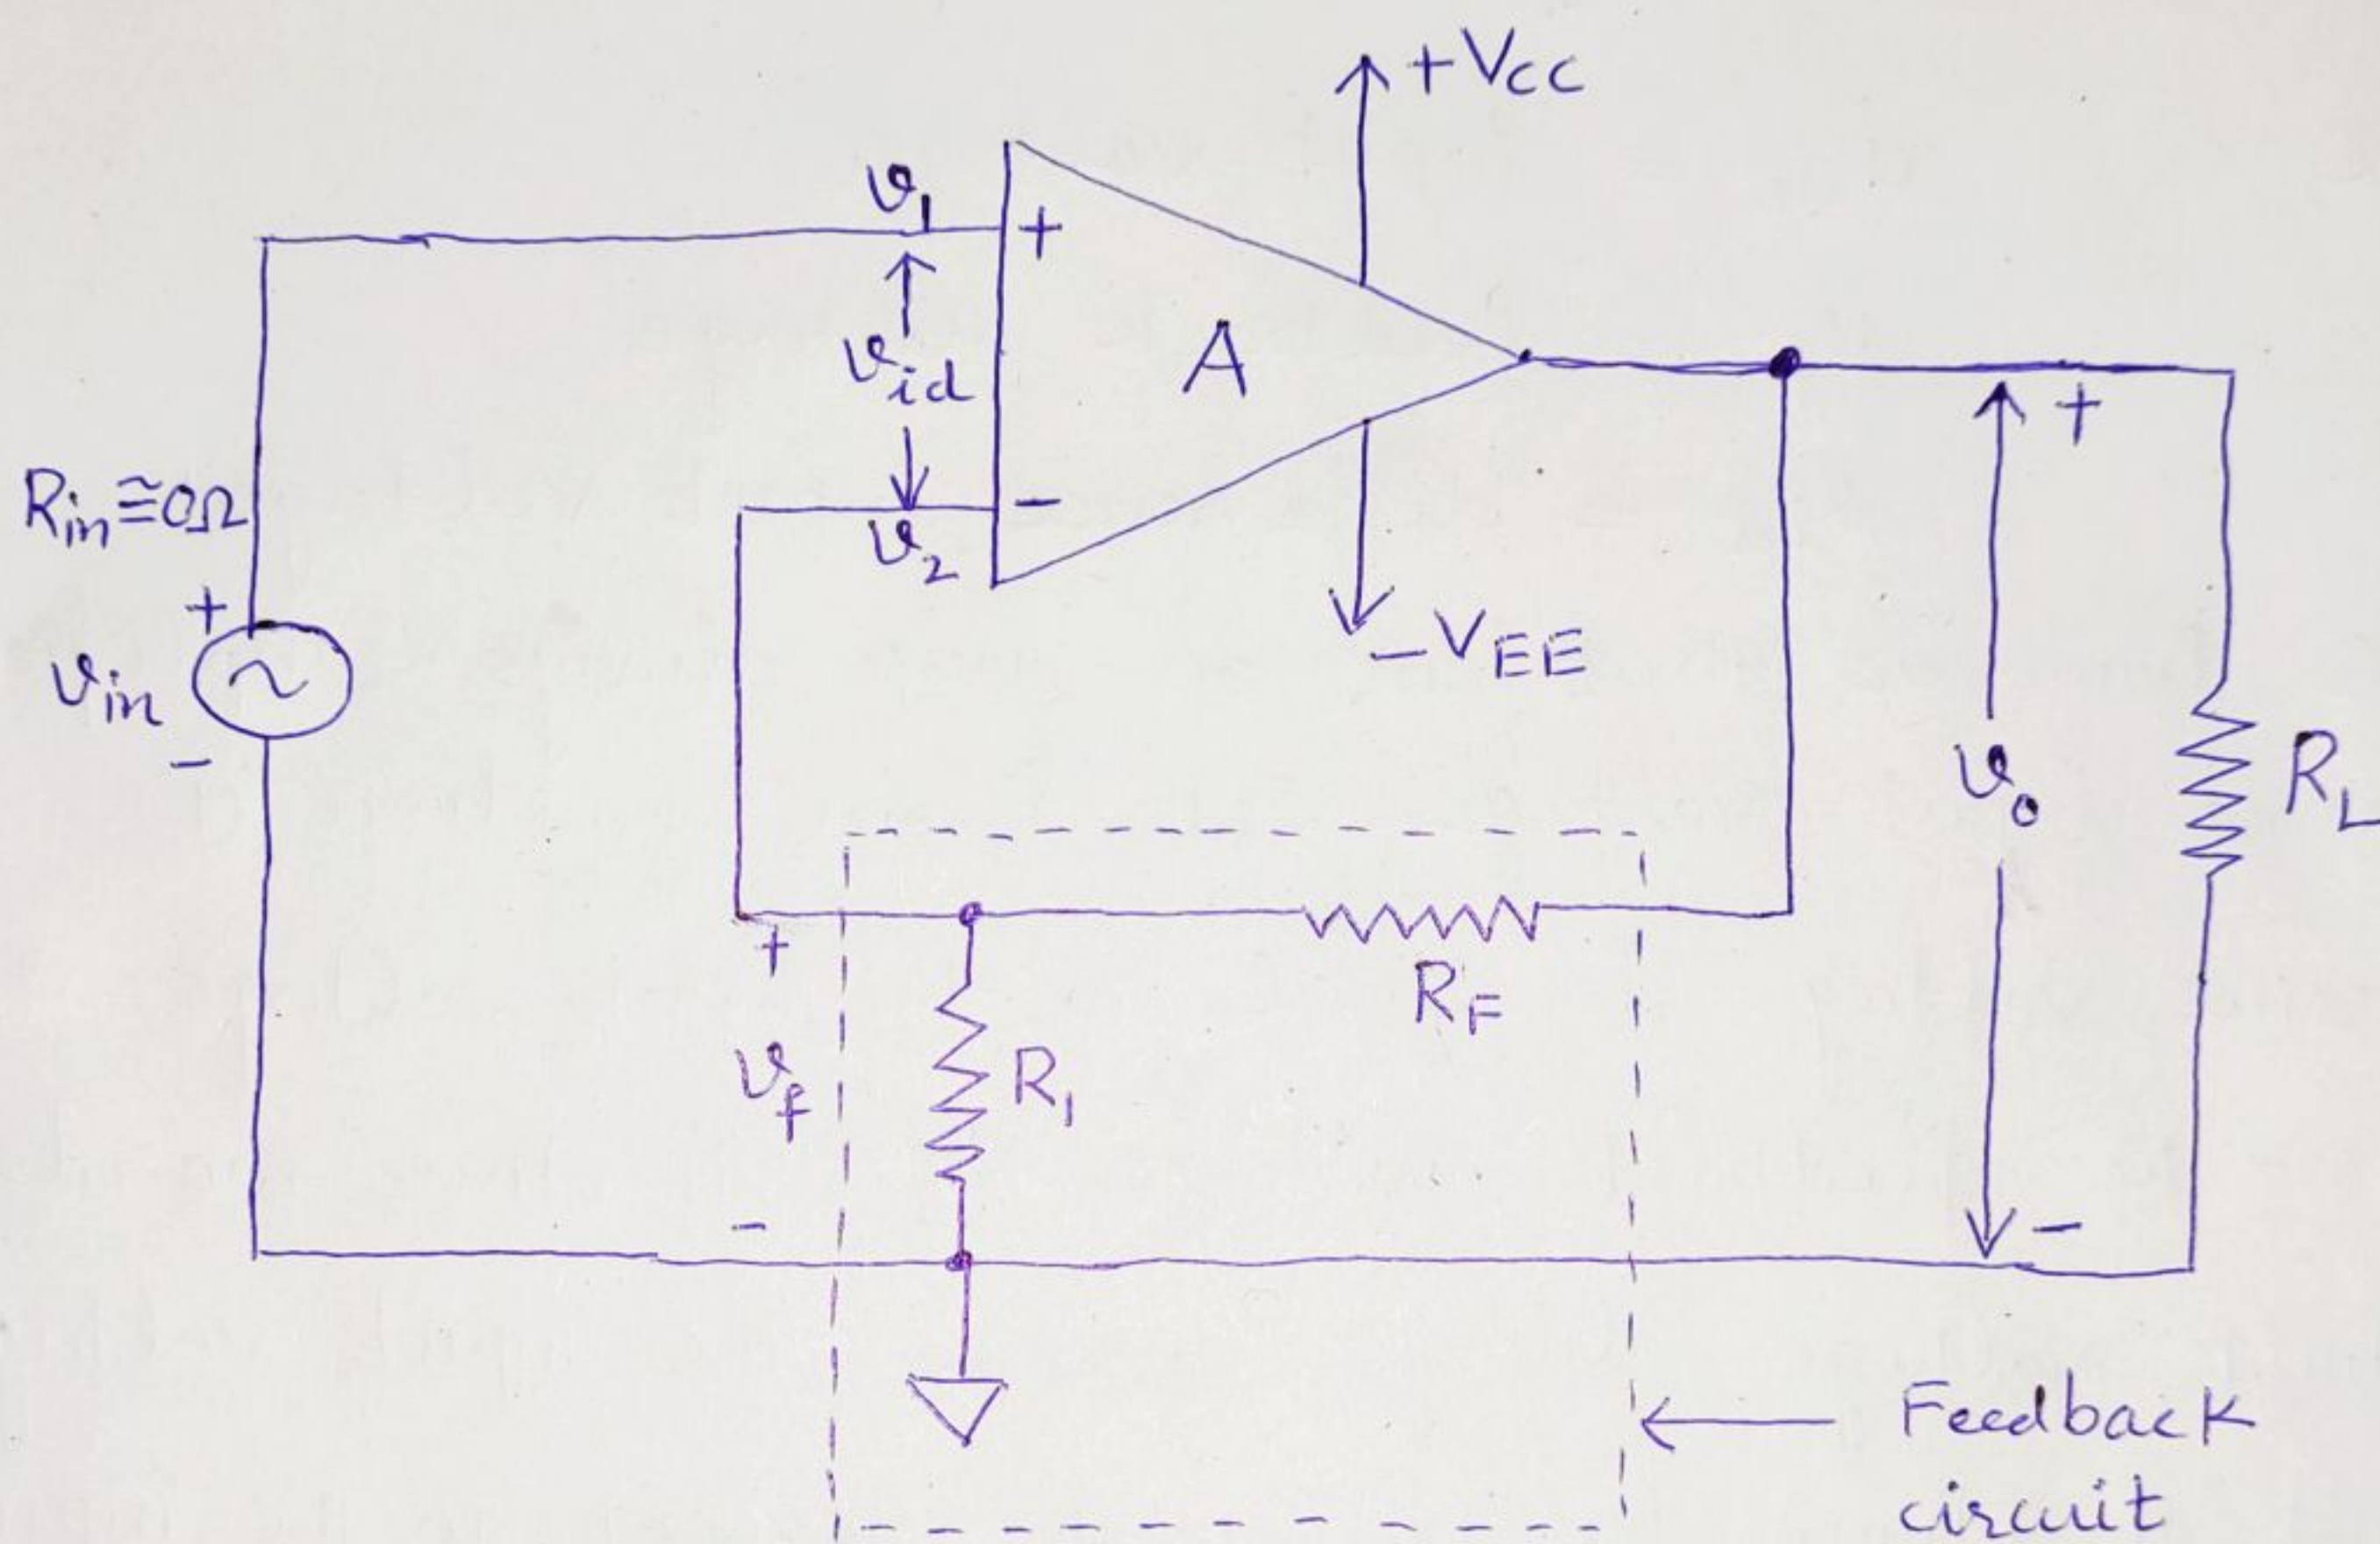 +VCC
v1
+
vid
A
+
Rin≅0Ω
-
v2
+
-VEE
vin
vo
RL
-
+
RF
vf
R1
-
-
Feedback
circuit